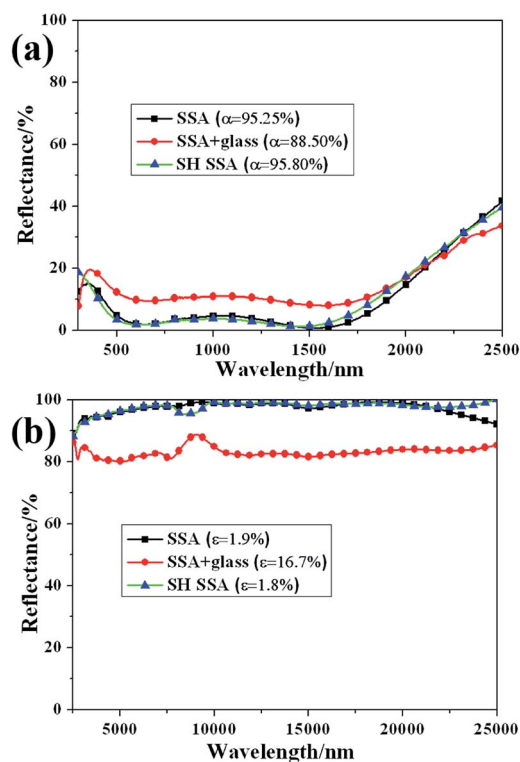 (a)
100
80
60
40
20
0
Reflectance/%
SSA (α=95.25%)
SSA+glass (α=88.50%)
SH SSA (α=95.80%)
500 1000 1500 2000 2500
Wavelength/nm
(b)
100
80
60
40
20
0
Reflectance/%
SSA (ε=1.9%)
SSA+glass (ε=16.7%)
SH SSA (ε=1.8%)
5000 10000 15000 20000 25000
Wavelength/nm